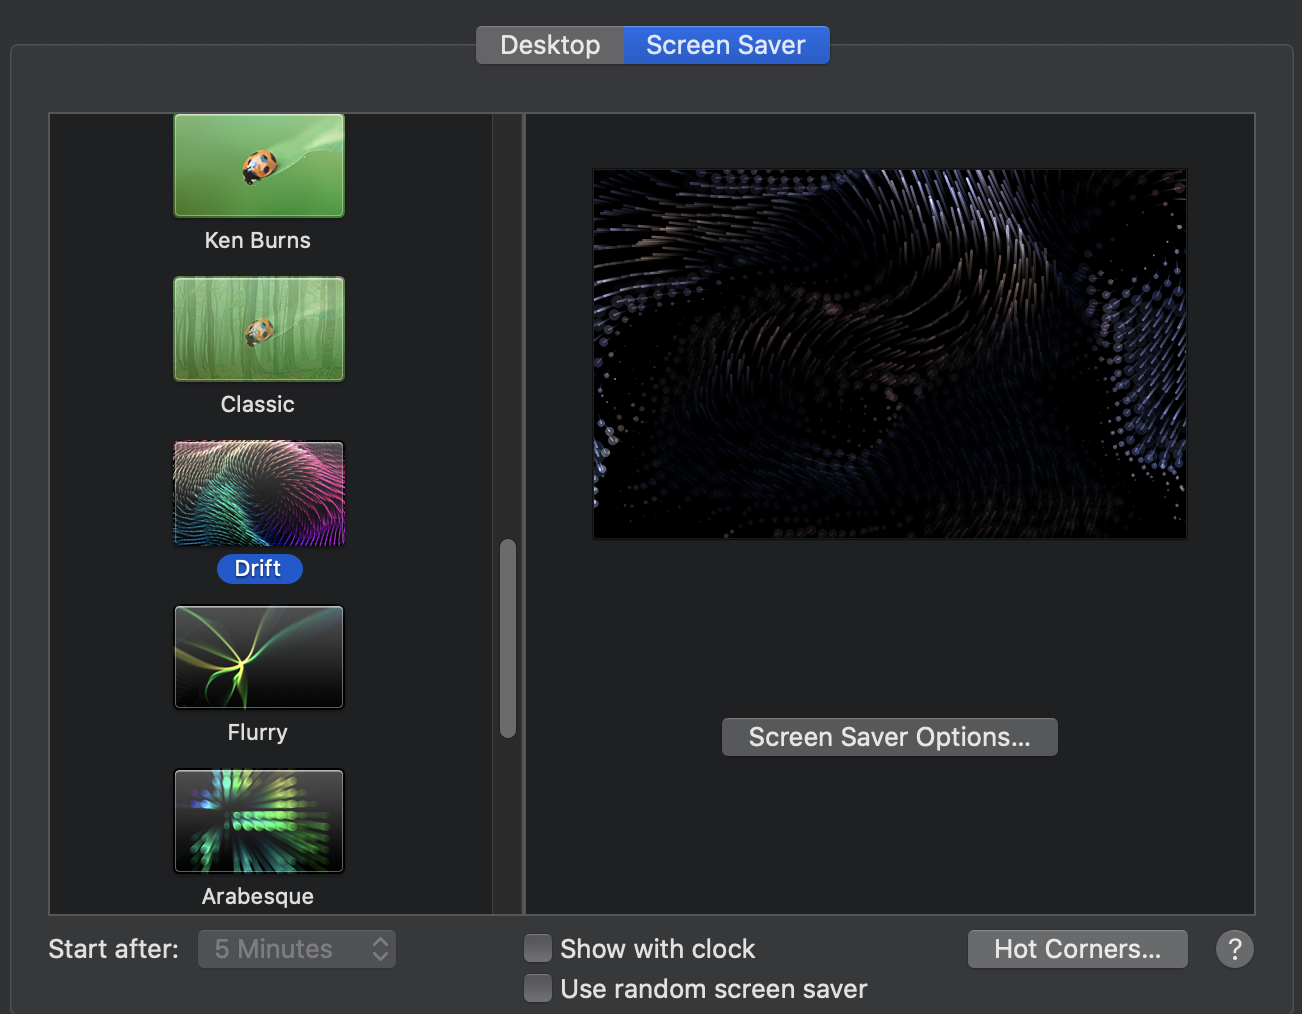 Desktop
Screen Saver
Ken Burns
Classic
Drift
Flurry
Arabesque
Screen Saver Options...
Start after:
5 Minutes
Show with clock
Use random screen saver
Hot Corners...
?